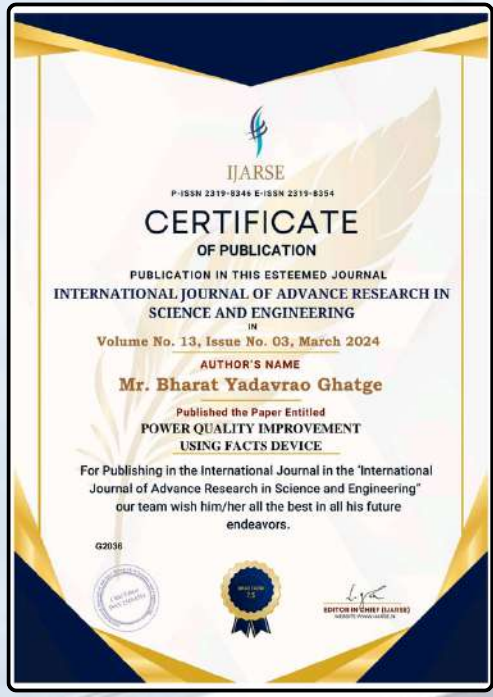 IJARSE
P-ISSN 2319-8346 E-ISSN 2319-8354
CERTIFICATE
OF PUBLICATION
PUBLICATION IN THIS ESTEEMED JOURNAL
INTERNATIONAL JOURNAL OF ADVANCE RESEARCH IN
SCIENCE AND ENGINEERING
IN
Volume No. 13, Issue No. 03, March 2024
AUTHOR'S NAME
Mr. Bharat Yadavrao Ghatge
Published the Paper Entitled
POWER QUALITY IMPROVEMENT
USING FACTS DEVICE
For Publishing in the International Journal in the "International
Journal of Advance Research in Science and Engineering"
our team wish him/her all the best in all his future
endeavors.
G2036
EDITOR IN CHIEF (IJARSE)
WEBSITE:WWW.IJARSE.IN